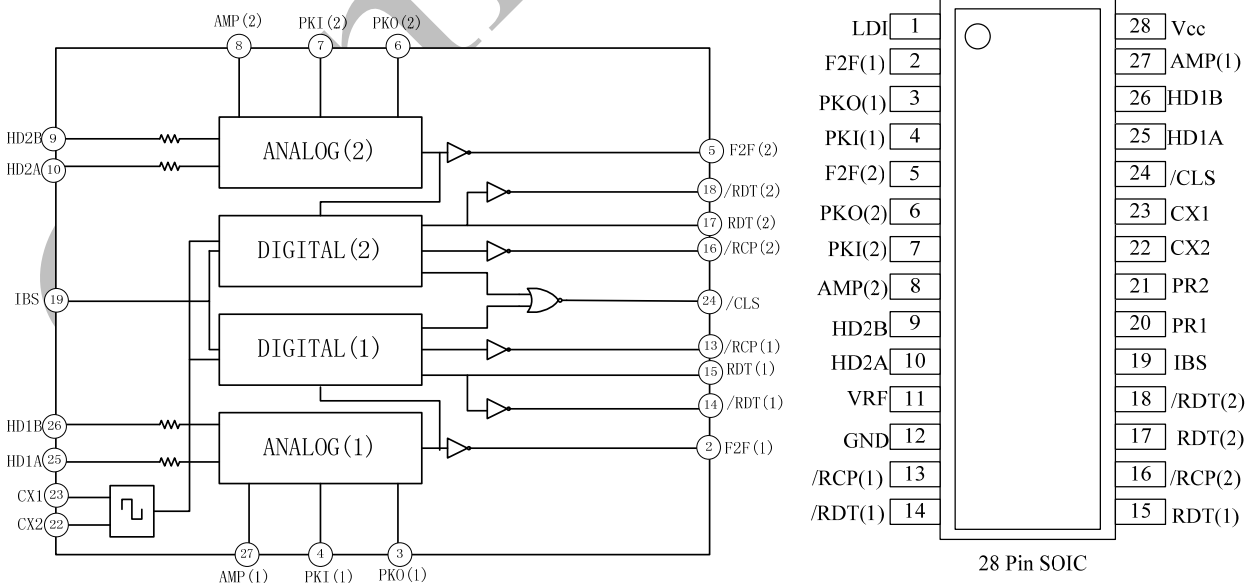 AMP(2) PKI(2) PKO(2)
8 7 6
HD2B 9
HD2A 10
ANALOG(2)
5 F2F(2)
18 /RDT(2)
17 RDT(2)
DIGITAL(2)
16 /RCP(2)
IBS 19
24 /CLS
DIGITAL(1)
13 /RCP(1)
15 RDT(1)
14 /RDT(1)
HD1B 26
HD1A 25
ANALOG(1)
2 F2F(1)
CX1 23
CX2 22
27 4 3
AMP(1) PKI(1) PKO(1)
LDI 1 28 Vcc
F2F(1) 2 27 AMP(1)
PKO(1) 3 26 HD1B
PKI(1) 4 25 HD1A
F2F(2) 5 24 /CLS
PKO(2) 6 23 CX1
PKI(2) 7 22 CX2
AMP(2) 8 21 PR2
HD2B 9 20 PR1
HD2A 10 19 IBS
VRF 11 18 /RDT(2)
GND 12 17 RDT(2)
/RCP(1) 13 16 /RCP(2)
/RDT(1) 14 15 RDT(1)
28 Pin SOIC